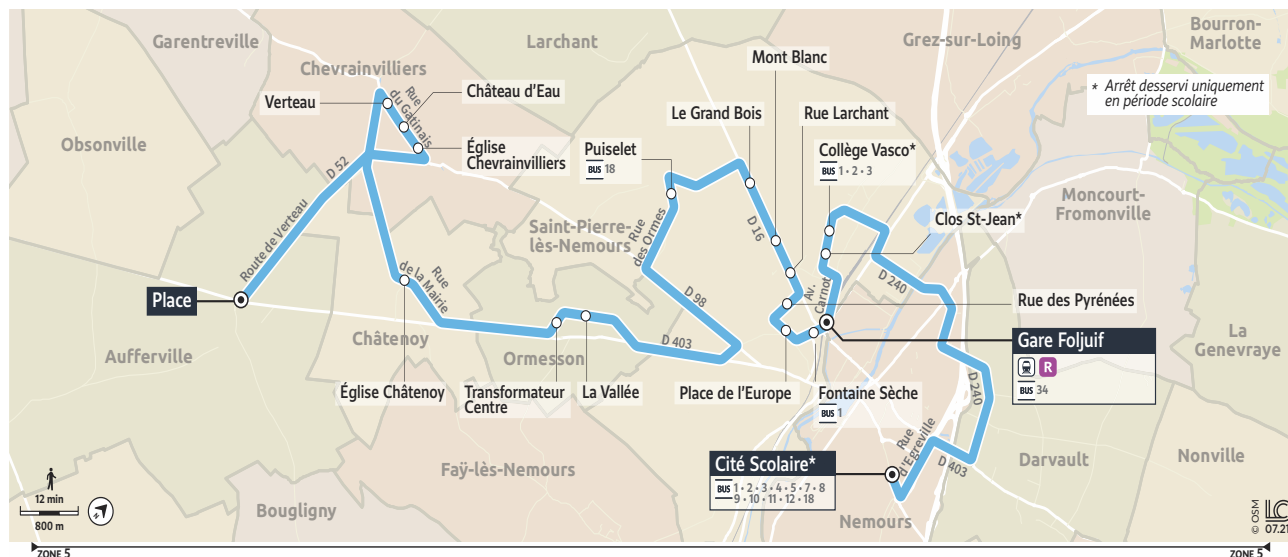 Garentreville
Larchant
Grez-sur-Loing
Bourron-
Marlotte
Chevrainvilliers
Mont Blanc
* Arrêt desservi uniquement
en période scolaire
Verteau
Rue
du Gatinais
Château d'Eau
Le Grand Bois
Rue Larchant
Obsonville
Église
Chevrainvilliers
Puiselet
BUS 18
Collège Vasco*
BUS 1 • 2 • 3
D 52
Moncourt-
Fromonville
Saint-Pierre-
lès-Nemours
Rue
des Ormes
D 16
Clos St-Jean*
Route de Verteau
Rue
de la Mairie
D 98
Av.
Carnot
D 240
Place
Rue des Pyrénées
Châtenoy
Ormesson
D 403
Gare Foljuif
R
BUS 34
Aufferville
La
Genevraye
D 240
Église Châtenoy
Transformateur
Centre
La Vallée
Place de l'Europe
Fontaine Sèche
BUS 1
Rue
d'Egreville
D 403
Faÿ-lès-Nemours
Cité Scolaire*
BUS 1 • 2 • 3 • 4 • 5 • 7 • 8
9 • 10 • 11 • 12 • 18
Darvault
Nonville
12 min
800 m
Bougligny
Nemours
© OSM
LC
07.21
ZONE 5
ZONE 5